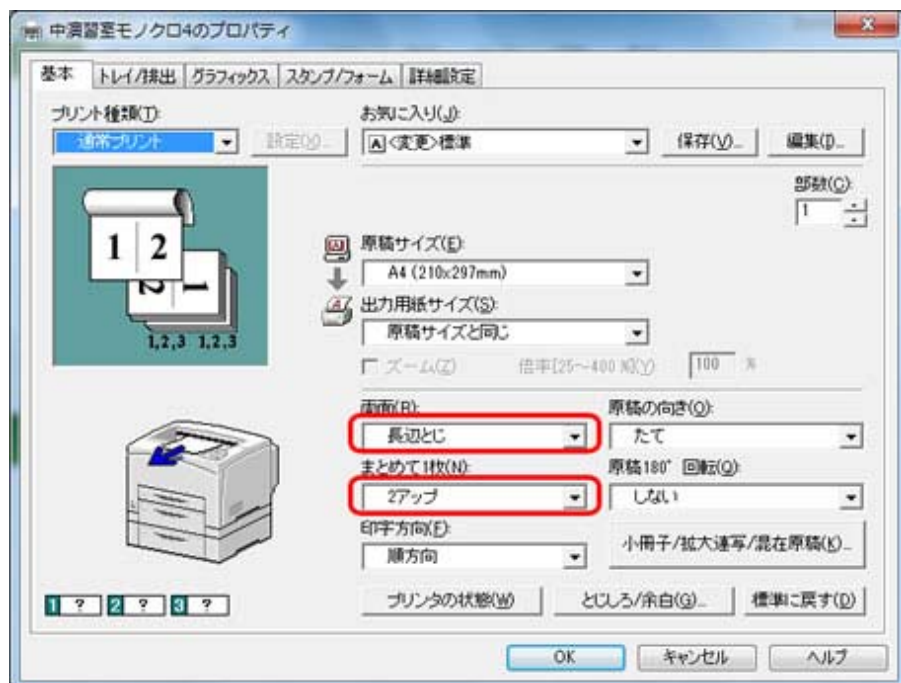 中演習室モノクロ4のプロパティ
基本 トレイ/排出 グラフィックス スタンプ/フォーム 詳細設定
プリント種類(T):
通常プリント
設定(X)...
お気に入り(J):
A <変更>標準
保存(V)...
編集(I)...
部数(C):
1
1 2
2 1
1,2,3 1,2,3
原稿サイズ(E):
A4 (210x297mm)
出力用紙サイズ(S):
原稿サイズと同じ
ズーム(Z) 倍率[25~400 %](Y) 100 %
両面(R):
長辺とじ
原稿の向き(O):
たて
まとめて1枚(N):
2アップ
原稿180° 回転(Q):
しない
印字方向(F):
順方向
小冊子/拡大連写/混在原稿(K)...
1 ? 2 ? 3 ?
プリンタの状態(W)
とじしろ/余白(G)...
標準に戻す(D)
OK
キャンセル
ヘルプ